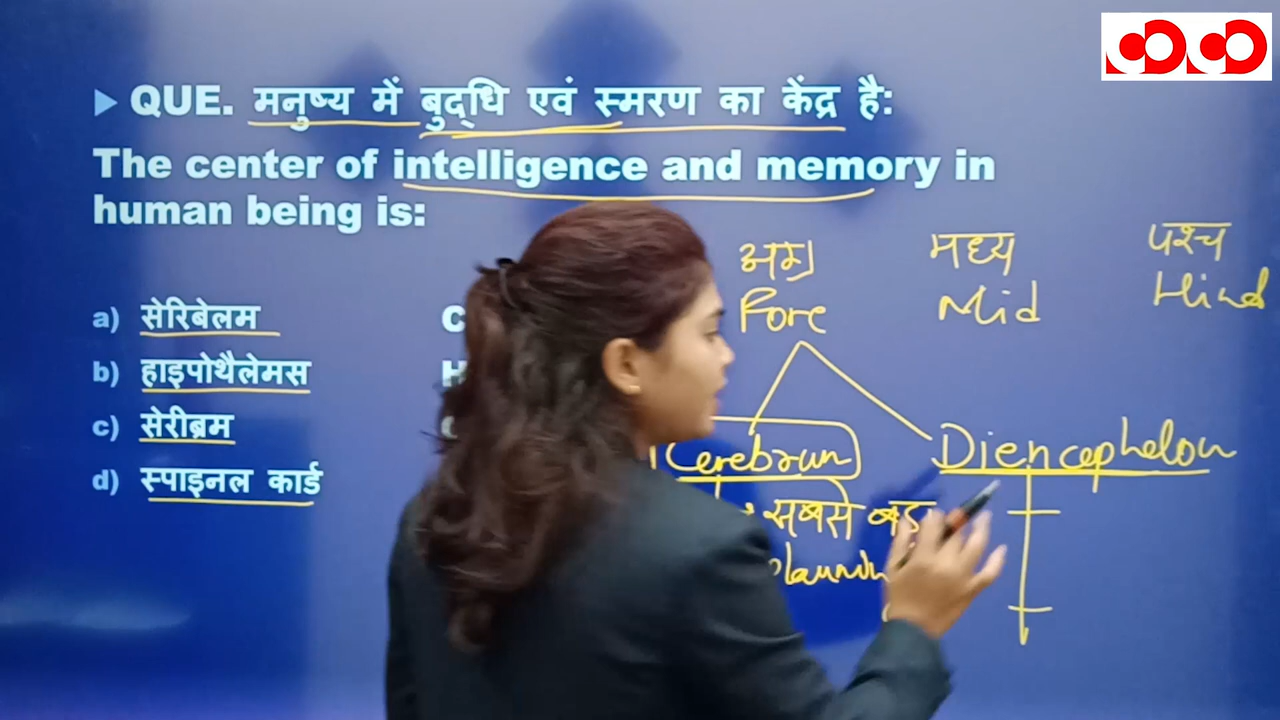 QUE. मनुष्य में बुद्धि एवं स्मरण का केंद्र है:
The center of intelligence and memory in
human being is:
a) सेरिबेलम
b) हाइपोथैलेमस
c) सेरीब्रम
d) स्पाइनल कार्ड
अग्र मध्य पश्च
Fore Mid Hind
Cerebrum Diencephelon
सबसे बड़ा